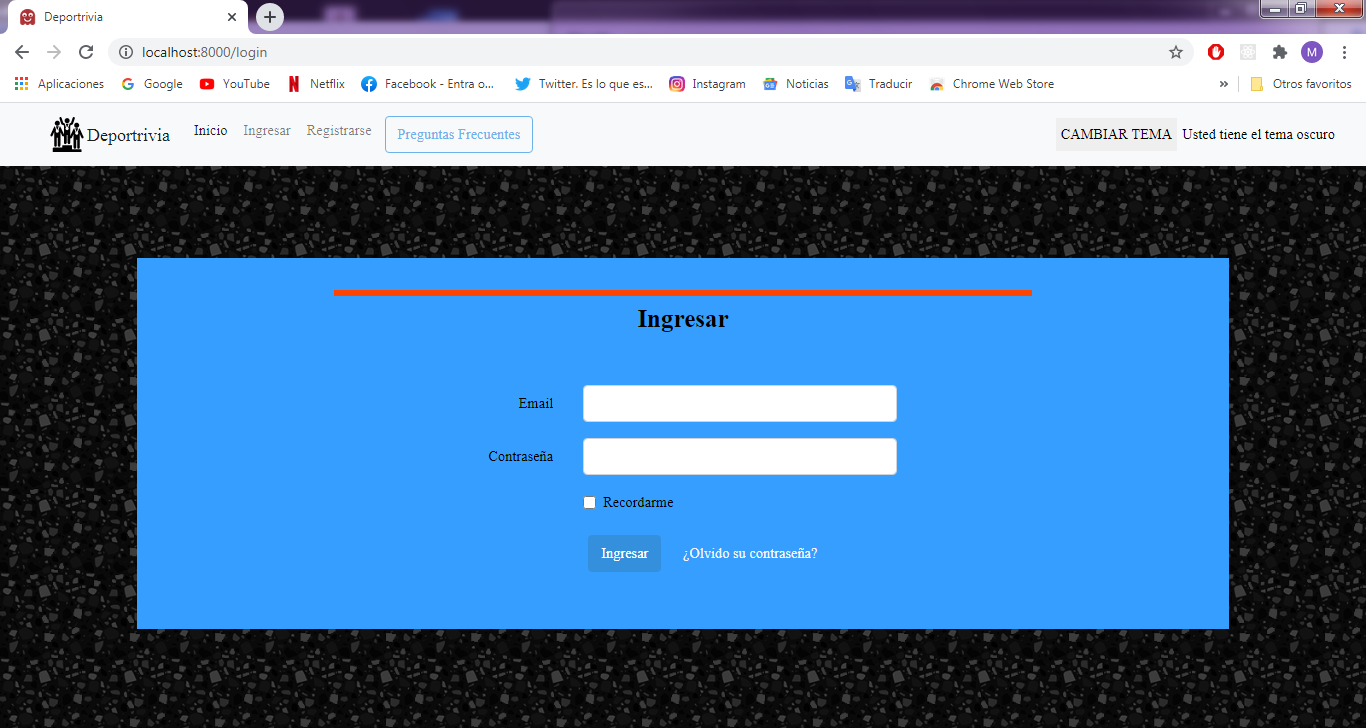 Deportrivia
localhost:8000/login
M
Aplicaciones Google YouTube Netflix Facebook - Entra o... Twitter. Es lo que es... Instagram Noticias Traducir Chrome Web Store » Otros favoritos
Deportrivia Inicio Ingresar Registrarse Preguntas Frecuentes CAMBIAR TEMA Usted tiene el tema oscuro
Ingresar
Email
Contraseña
Recordarme
Ingresar ¿Olvido su contraseña?